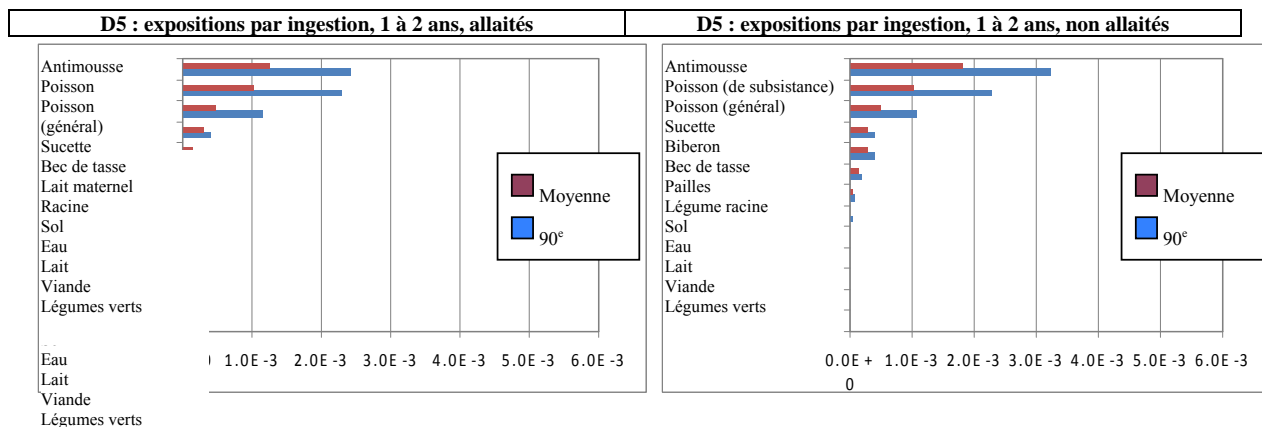 D5 : expositions par ingestion, 1 à 2 ans, allaités
Antimousse
Poisson
Poisson
(général)
Sucette
Bec de tasse
Lait maternel
Racine
Sol
Eau
Lait
Viande
Légumes verts
Eau
Lait
Viande
Légumes verts
Moyenne
90e
1.0E -3 2.0E -3 3.0E -3 4.0E -3 5.0E -3 6.0E -3
D5 : expositions par ingestion, 1 à 2 ans, non allaités
Antimousse
Poisson (de subsistance)
Poisson (général)
Sucette
Biberon
Bec de tasse
Pailles
Légume racine
Sol
Eau
Lait
Viande
Légumes verts
Moyenne
90e
0.0E + 1.0E -3 2.0E -3 3.0E -3 4.0E -3 5.0E -3 6.0E -3
0